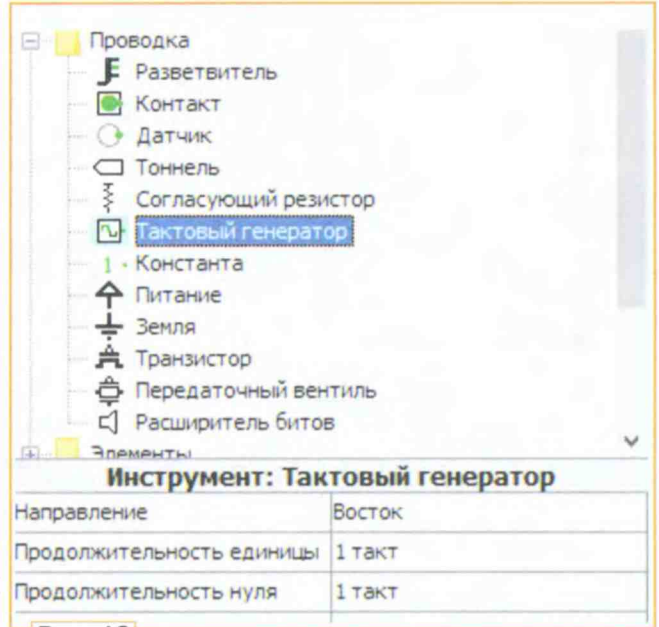 Проводка
Разветвитель
Контакт
Датчик
Тоннель
Согласующий резистор
Тактовый генератор
1 Константа
Питание
Земля
Транзистор
Передаточный вентиль
Расширитель битов
Элементы
Инструмент: Тактовый генератор
Направление Восток
Продолжительность единицы 1 такт
Продолжительность нуля 1 такт